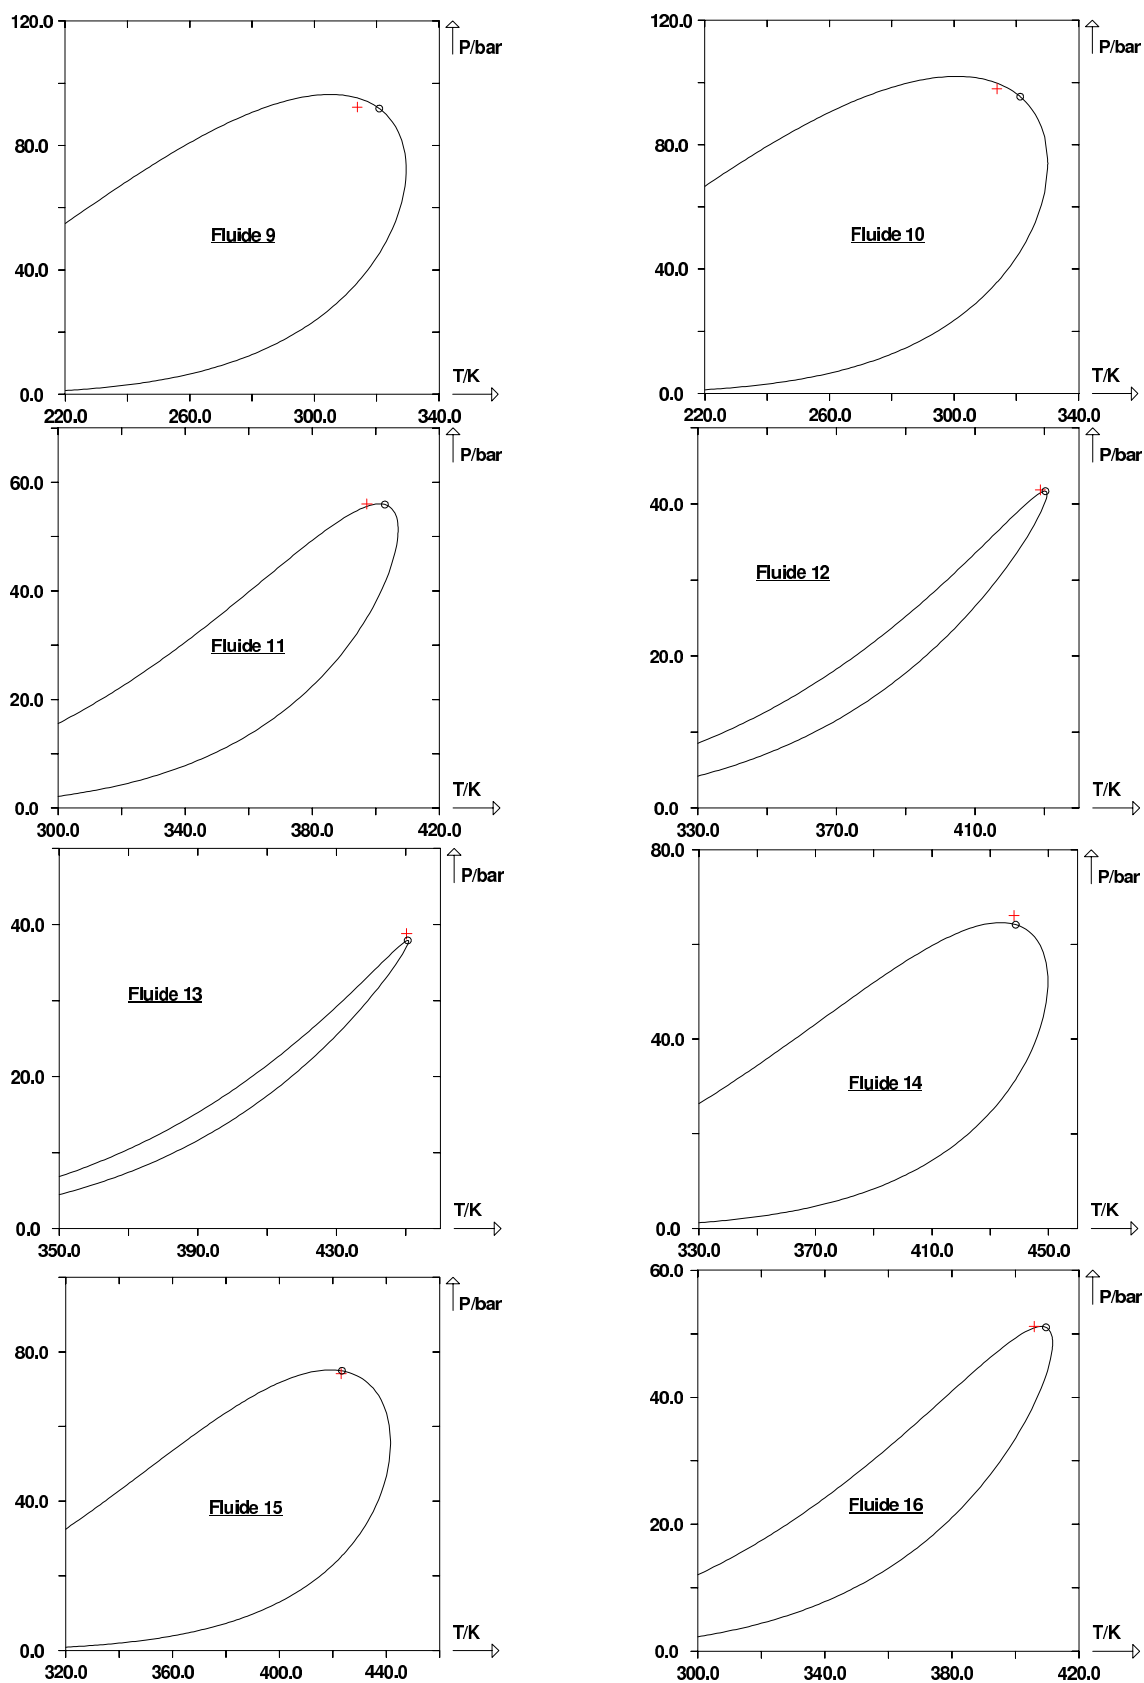 120.0
P/bar
80.0
Fluide 9
40.0
T/K
0.0
220.0 260.0 300.0 340.0
120.0
P/bar
80.0
Fluide 10
40.0
T/K
0.0
220.0 260.0 300.0 340.0
P/bar
60.0
40.0
Fluide 11
20.0
T/K
0.0
300.0 340.0 380.0 420.0
P/bar
40.0
Fluide 12
20.0
T/K
0.0
330.0 370.0 410.0
P/bar
40.0
Fluide 13
20.0
T/K
0.0
350.0 390.0 430.0
80.0
P/bar
40.0
Fluide 14
T/K
0.0
330.0 370.0 410.0 450.0
P/bar
80.0
40.0
Fluide 15
T/K
0.0
320.0 360.0 400.0 440.0
60.0
P/bar
40.0
Fluide 16
20.0
T/K
0.0
300.0 340.0 380.0 420.0